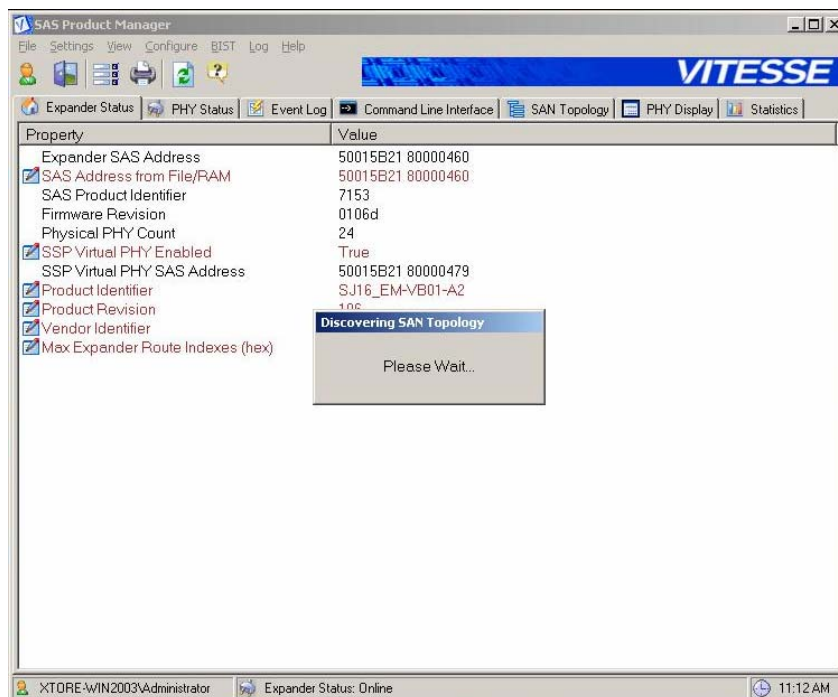 SAS Product Manager
File Settings View Configure BIST Log Help
VITESSE
Expander Status PHY Status Event Log Command Line Interface SAN Topology PHY Display Statistics
Property Value
Expander SAS Address 50015B21 80000460
SAS Address from File/RAM 50015B21 80000460
SAS Product Identifier 7153
Firmware Revision 0106d
Physical PHY Count 24
SSP Virtual PHY Enabled True
SSP Virtual PHY SAS Address 50015B21 80000479
Product Identifier SJ16_EM-VB01-A2
Product Revision
Vendor Identifier
Max Expander Route Indexes (hex)
Discovering SAN Topology
Please Wait...
XTORE-WIN2003\Administrator Expander Status: Online 11:12 AM